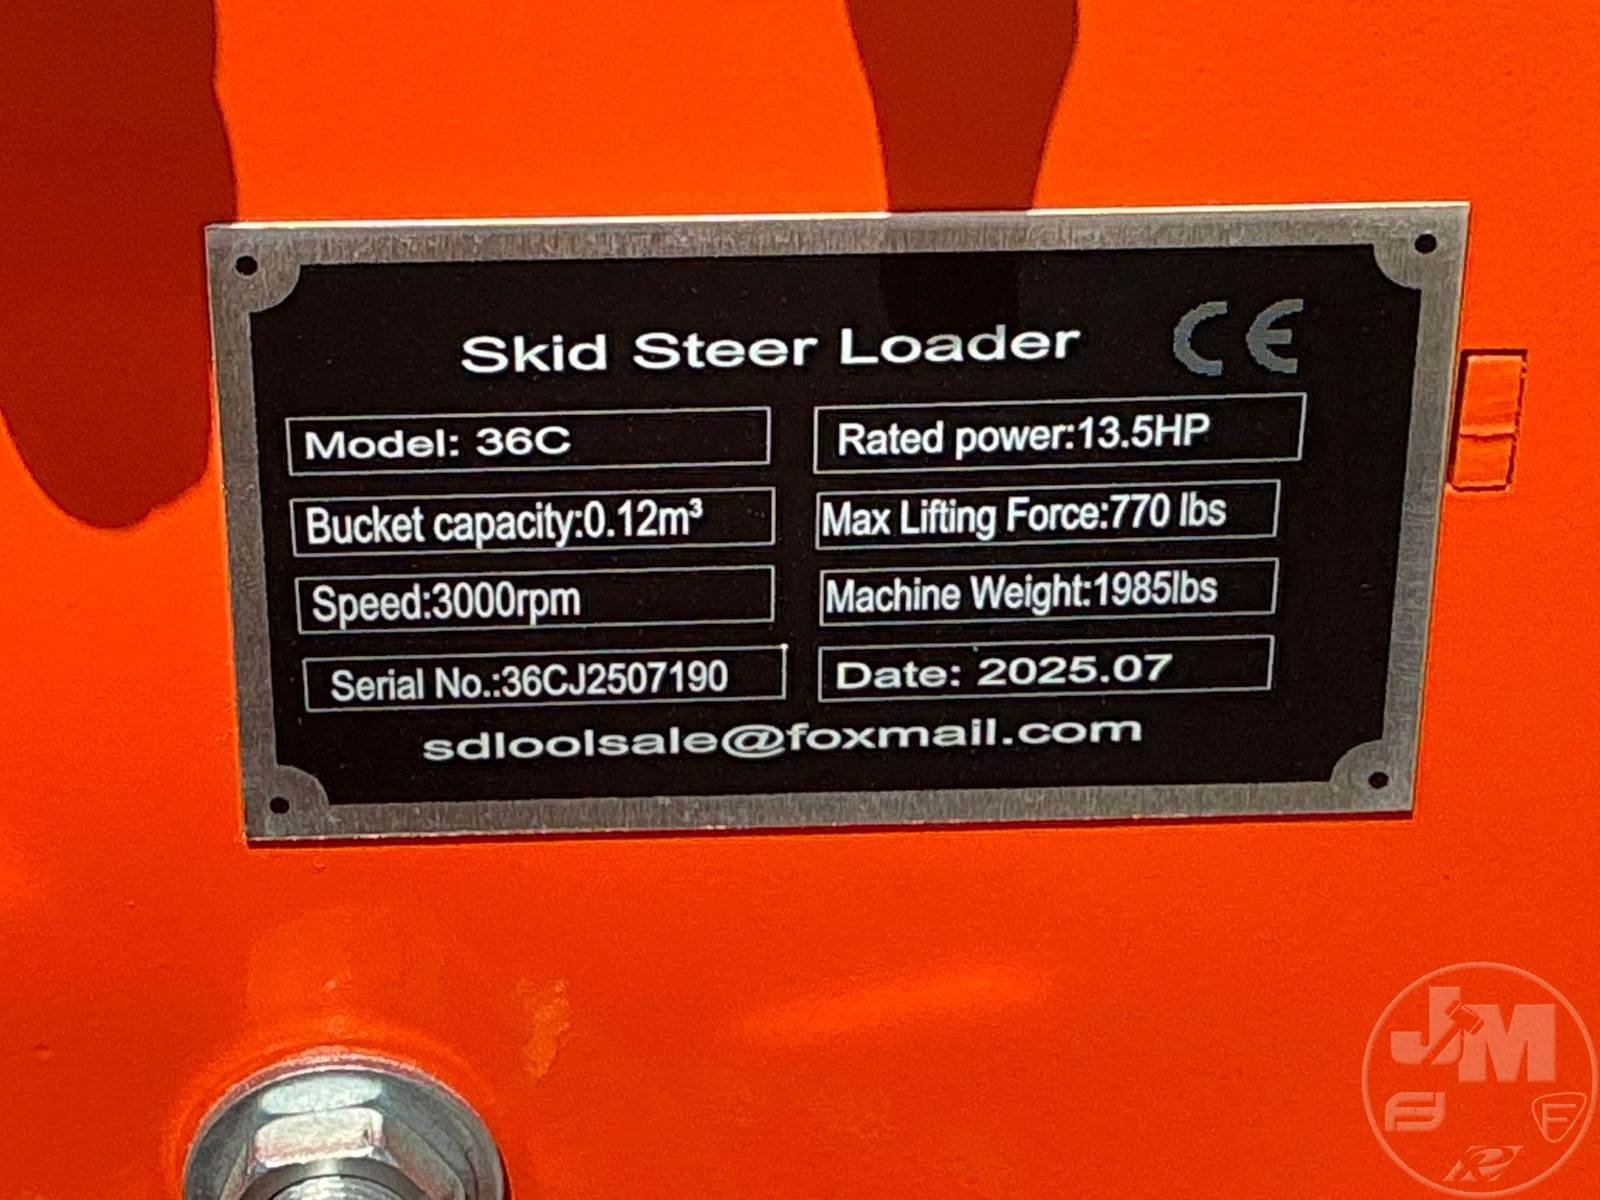 Skid Steer Loader CE
Model: 36C
Rated power:13.5HP
Bucket capacity:0.12m³
Max Lifting Force:770 lbs
Speed:3000rpm
Machine Weight:1985lbs
Serial No.:36CJ2507190
Date: 2025.07
sdloolsale@foxmail.com
JM